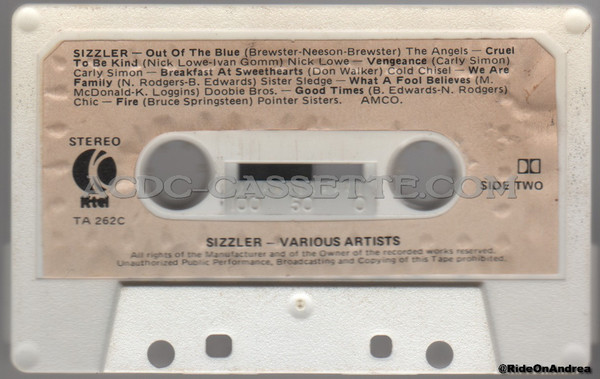 SIZZLER — Out Of The Blue (Brewster-Neeson-Brewster) The Angels — Cruel
To Be Kind (Nick Lowe-Ivan Gomm) Nick Lowe — Vengeance (Carly Simon)
Carly Simon — Breakfast At Sweethearts (Don Walker) Cold Chisel — We Are
Family (N. Rodgers-B. Edwards) Sister Sledge — What A Fool Believes (M.
McDonald-K. Loggins) Doobie Bros. — Good Times (B. Edwards-N. Rodgers)
Chic — Fire (Bruce Springsteen) Pointer Sisters. AMCO.
STEREO
ACDC-CASSETTE.COM
K-tel
SIDE TWO
TA 262C
SIZZLER — VARIOUS ARTISTS
All rights of the Manufacturer and of the Owner of the recorded works reserved.
Unauthorized Public Performance, Broadcasting and Copying of this Tape prohibited.
@RideOnAndrea